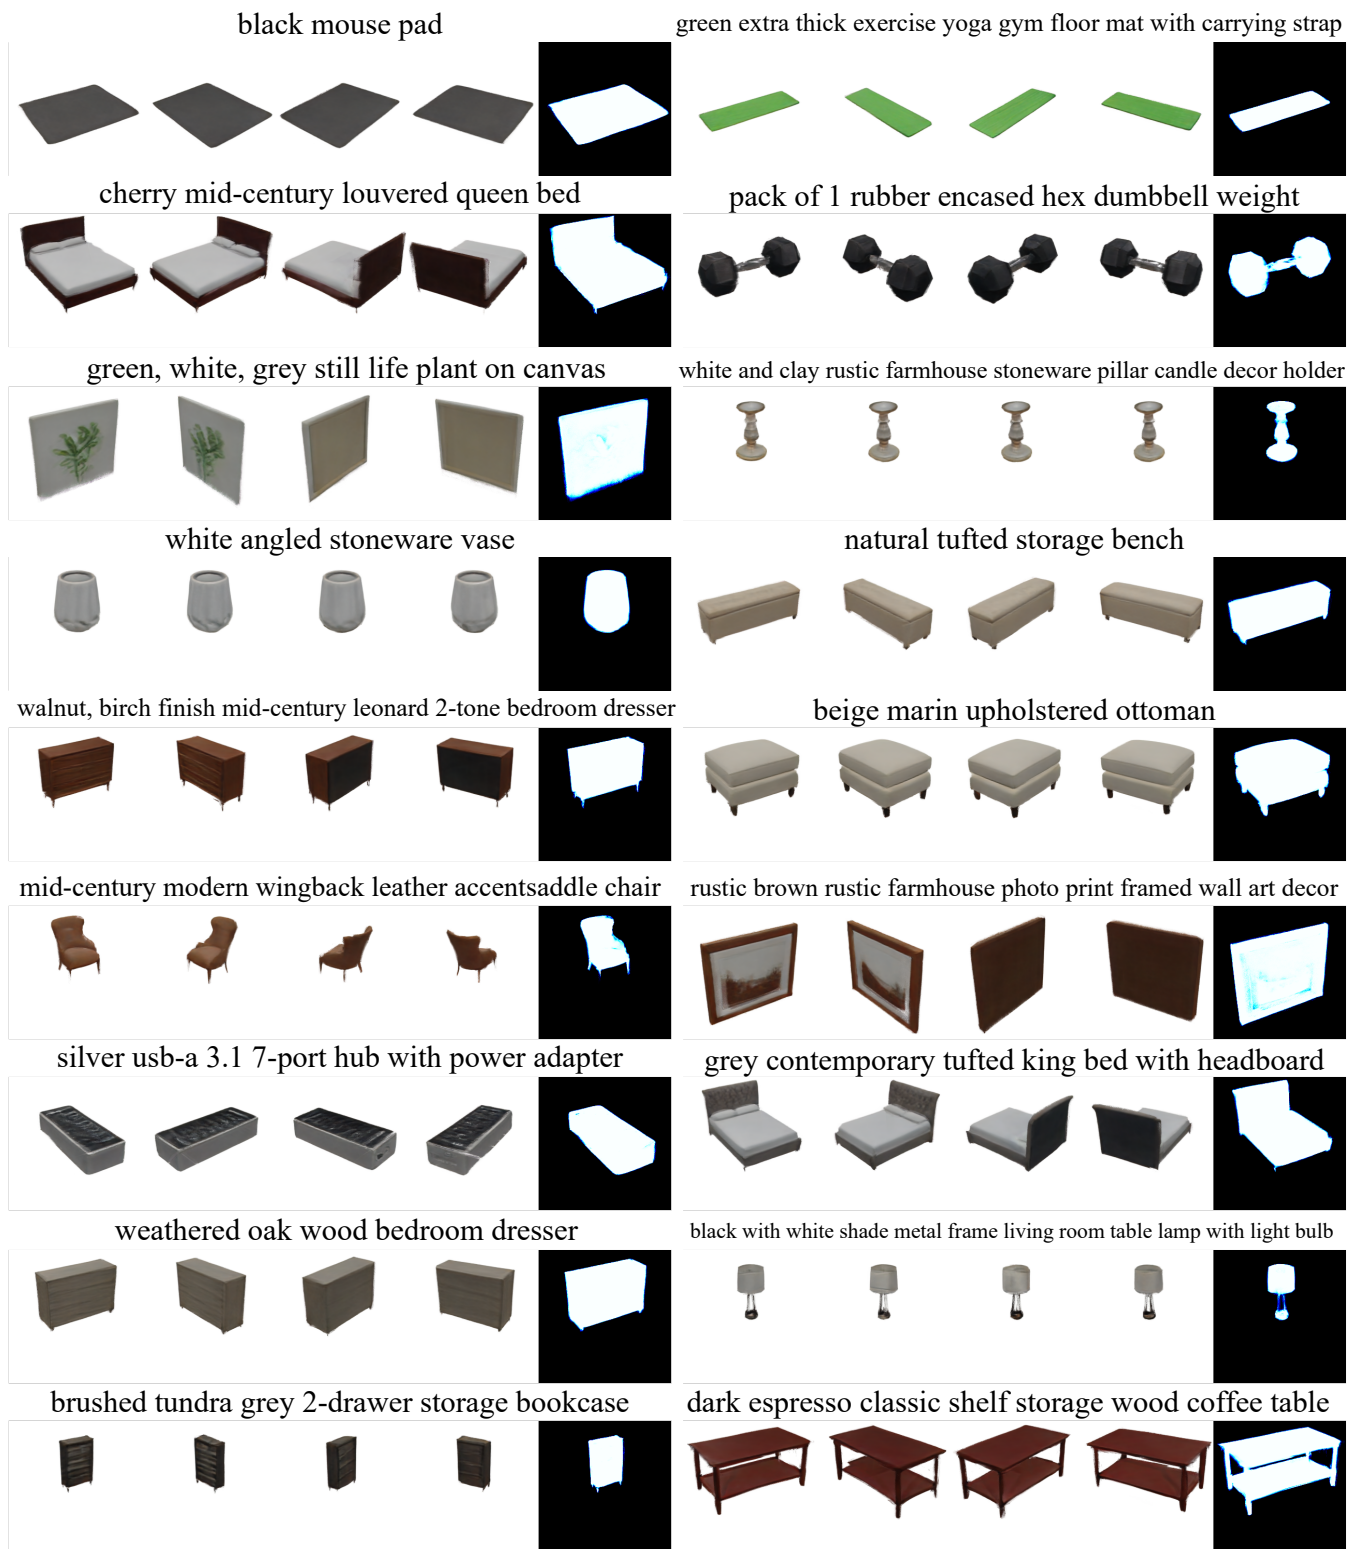 black mouse pad
green extra thick exercise yoga gym floor mat with carrying strap
cherry mid-century louvered queen bed
pack of 1 rubber encased hex dumbbell weight
green, white, grey still life plant on canvas
white and clay rustic farmhouse stoneware pillar candle decor holder
white angled stoneware vase
natural tufted storage bench
walnut, birch finish mid-century leonard 2-tone bedroom dresser
beige marin upholstered ottoman
mid-century modern wingback leather accentsaddle chair
rustic brown rustic farmhouse photo print framed wall art decor
silver usb-a 3.1 7-port hub with power adapter
grey contemporary tufted king bed with headboard
weathered oak wood bedroom dresser
black with white shade metal frame living room table lamp with light bulb
brushed tundra grey 2-drawer storage bookcase
dark espresso classic shelf storage wood coffee table